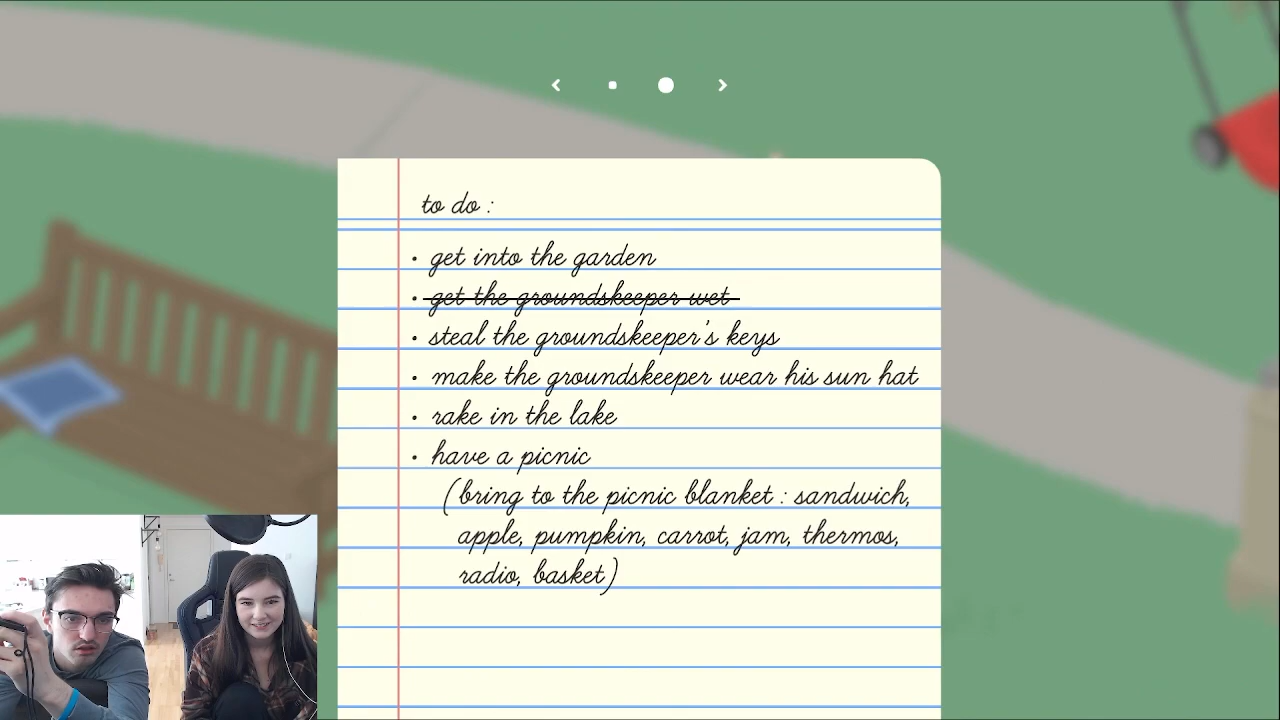 to do :
• get into the garden
• get the groundskeeper wet
• steal the groundskeeper's keys
• make the groundskeeper wear his sun hat
• rake in the lake
• have a picnic
(bring to the picnic blanket : sandwich,
apple, pumpkin, carrot, jam, thermos,
radio, basket)